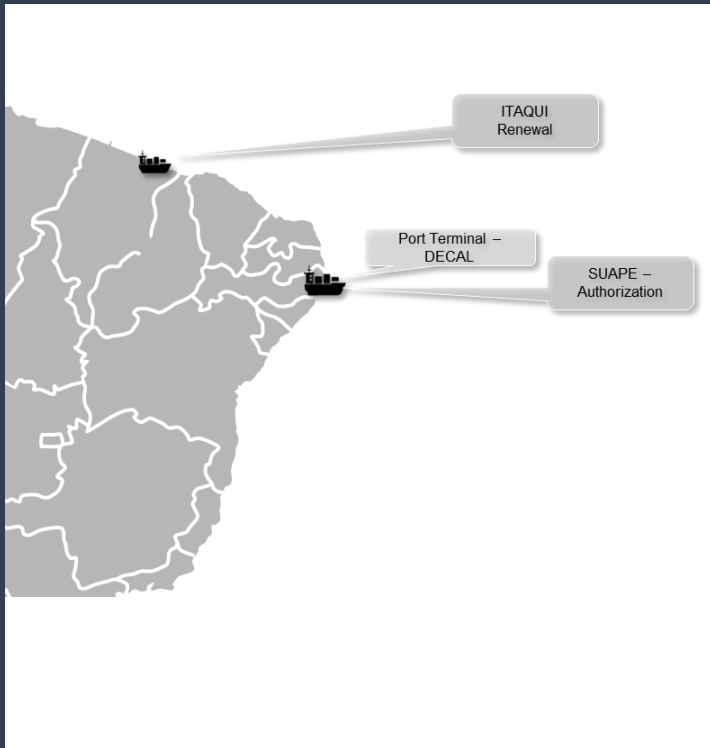 ITAQUI
Renewal
Port Terminal –
DECAL
SUAPE –
Authorization